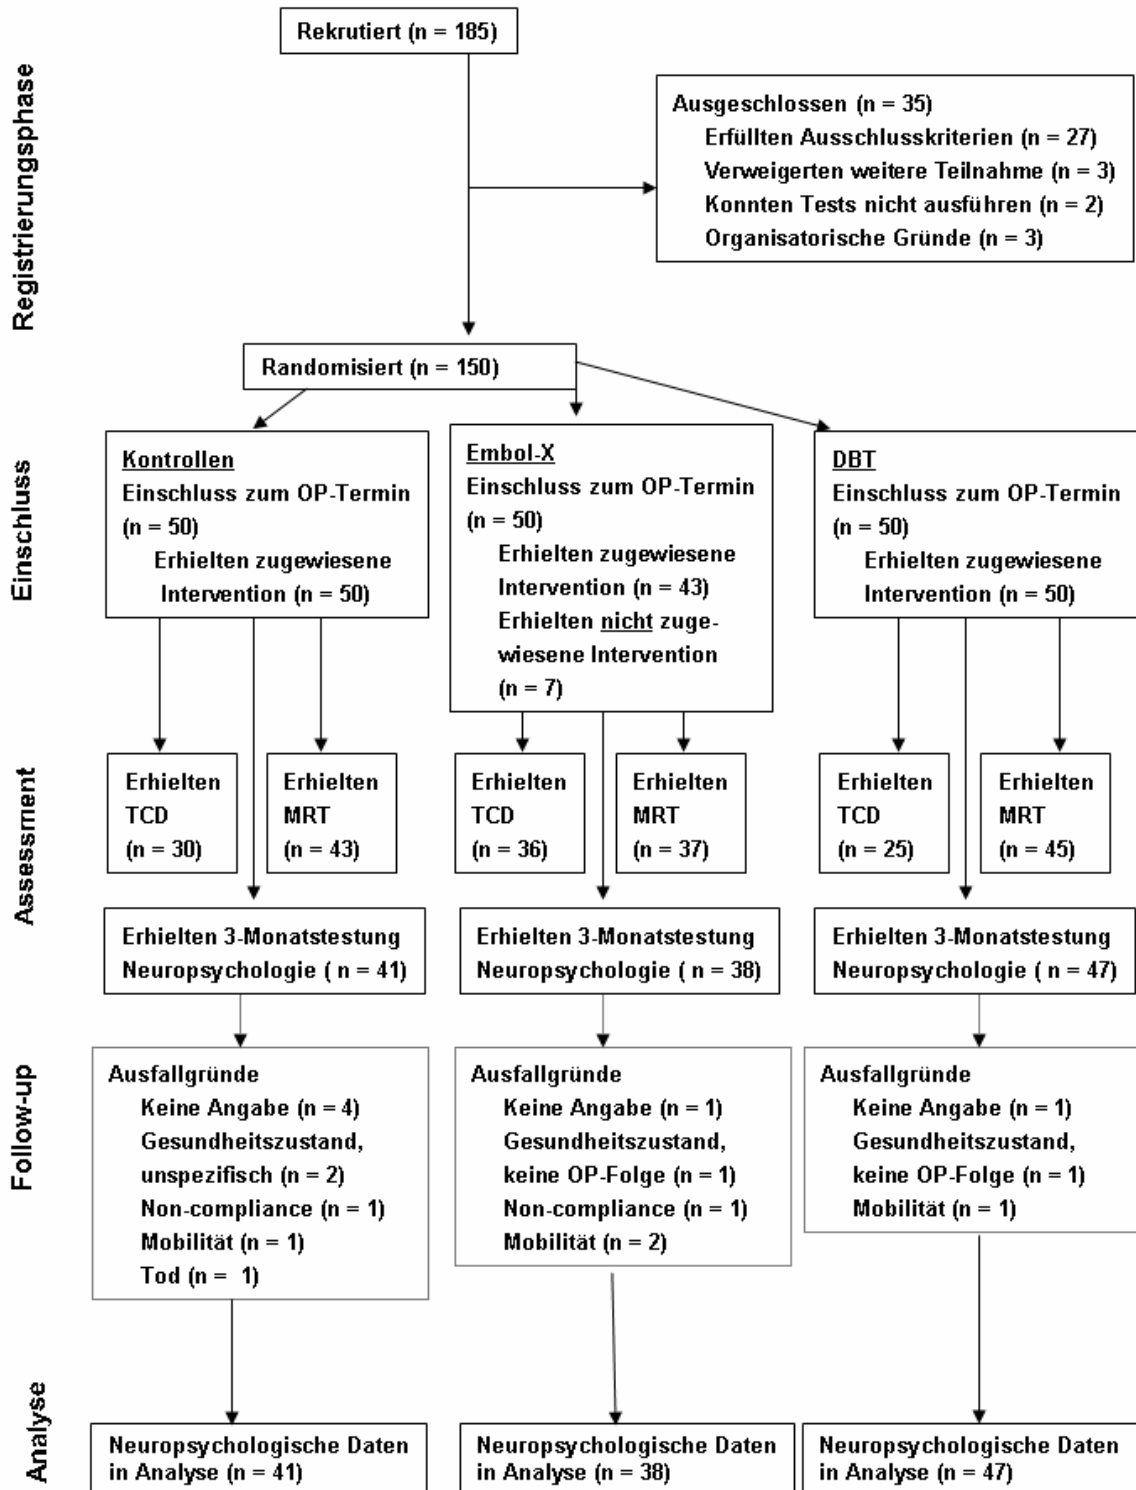 Registrierungsphase
Rekrutiert (n = 185)
Ausgeschlossen (n = 35)
Erfüllten Ausschlusskriterien (n = 27)
Verweigerten weitere Teilnahme (n = 3)
Konnten Tests nicht ausführen (n = 2)
Organisatorische Gründe (n = 3)
Randomisiert (n = 150)
Einschluss
Kontrollen
Einschluss zum OP-Termin
(n = 50)
Erhielten zugewiesene
Intervention (n = 50)
Embol-X
Einschluss zum OP-Termin
(n = 50)
Erhielten zugewiesene
Intervention (n = 43)
Erhielten nicht zuge-
wiesene Intervention
(n = 7)
DBT
Einschluss zum OP-Termin
(n = 50)
Erhielten zugewiesene
Intervention (n = 50)
Assessment
Erhielten
TCD
(n = 30)
Erhielten
MRT
(n = 43)
Erhielten
TCD
(n = 36)
Erhielten
MRT
(n = 37)
Erhielten
TCD
(n = 25)
Erhielten
MRT
(n = 45)
Erhielten 3-Monatstestung
Neuropsychologie ( n = 41)
Erhielten 3-Monatstestung
Neuropsychologie ( n = 38)
Erhielten 3-Monatstestung
Neuropsychologie ( n = 47)
Follow-up
Ausfallgründe
Keine Angabe (n = 4)
Gesundheitszustand,
unspezifisch (n = 2)
Non-compliance (n = 1)
Mobilität (n = 1)
Tod (n =  1)
Ausfallgründe
Keine Angabe (n = 1)
Gesundheitszustand,
keine OP-Folge (n = 1)
Non-compliance (n = 1)
Mobilität (n = 2)
Ausfallgründe
Keine Angabe (n = 1)
Gesundheitszustand,
keine OP-Folge (n = 1)
Mobilität (n = 1)
Analyse
Neuropsychologische Daten
in Analyse (n = 41)
Neuropsychologische Daten
in Analyse (n = 38)
Neuropsychologische Daten
in Analyse (n = 47)